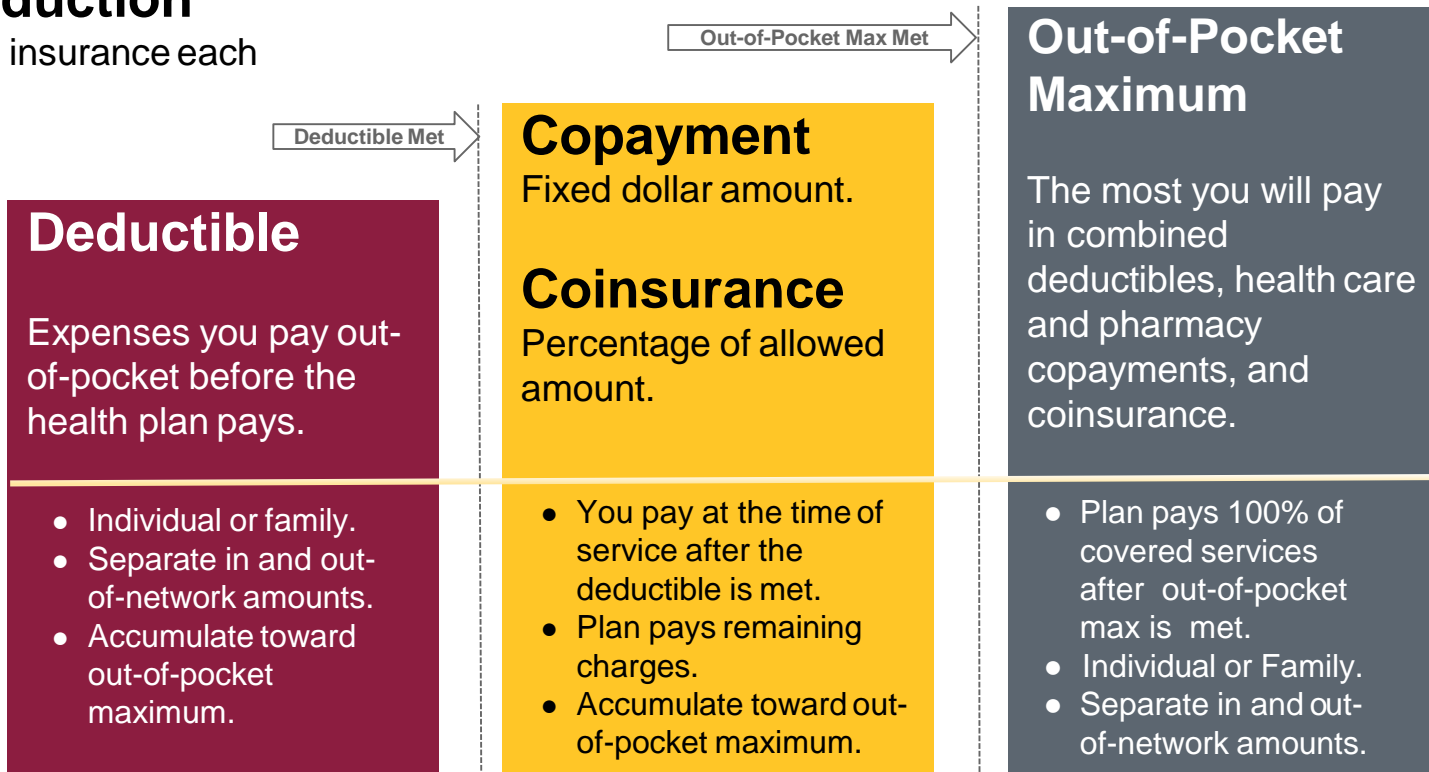 duction
insurance each
Deductible Met
Out-of-Pocket Max Met
Deductible
Expenses you pay out-
of-pocket before the
health plan pays.
● Individual or family.
● Separate in and out-
of-network amounts.
● Accumulate toward
out-of-pocket
maximum.
Copayment
Fixed dollar amount.
Coinsurance
Percentage of allowed
amount.
● You pay at the time of
service after the
deductible is met.
● Plan pays remaining
charges.
● Accumulate toward out-
of-pocket maximum.
Out-of-Pocket
Maximum
The most you will pay
in combined
deductibles, health care
and pharmacy
copayments, and
coinsurance.
● Plan pays 100% of
covered services
after out-of-pocket
max is met.
● Individual or Family.
● Separate in and out-
of-network amounts.